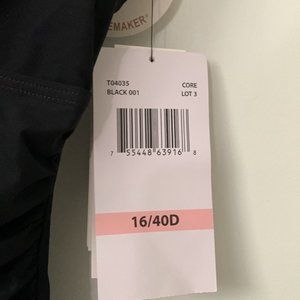 EMAKER®
T04035 CORE
BLACK 001 LOT 3
7 55448 63916 8
16/40D